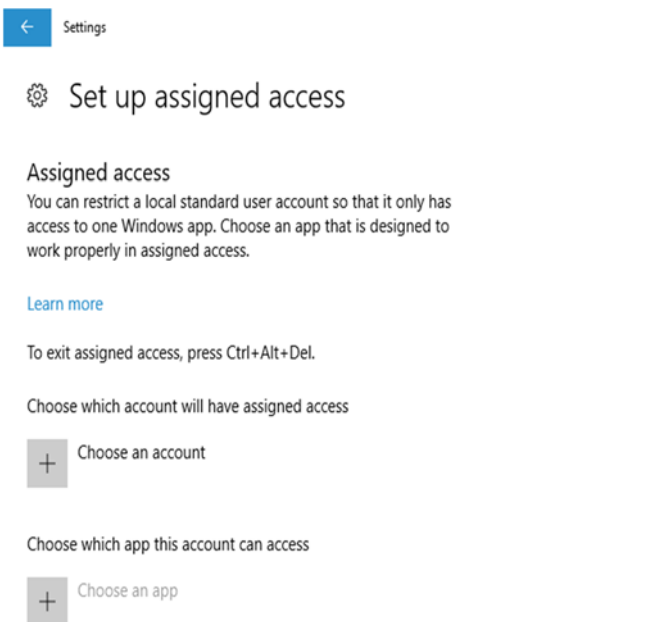 Settings
Set up assigned access
Assigned access
You can restrict a local standard user account so that it only has
access to one Windows app. Choose an app that is designed to
work properly in assigned access.
Learn more
To exit assigned access, press Ctrl+Alt+Del.
Choose which account will have assigned access
Choose an account
Choose which app this account can access
Choose an app